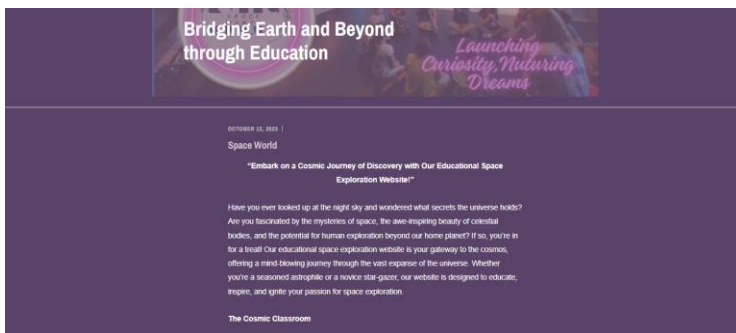 SPACE
Bridging Earth and Beyond
through Education
Launching
Curiosity, Nuturing
Dreams
OCTOBER 12, 2023 |
Space World
"Embark on a Cosmic Journey of Discovery with Our Educational Space
Exploration Website!"
Have you ever looked up at the night sky and wondered what secrets the universe holds?
Are you fascinated by the mysteries of space, the awe-inspiring beauty of celestial
bodies, and the potential for human exploration beyond our home planet? If so, you're in
for a treat! Our educational space exploration website is your gateway to the cosmos,
offering a mind-blowing journey through the vast expanse of the universe. Whether
you're a seasoned astrophile or a novice star-gazer, our website is designed to educate,
inspire, and ignite your passion for space exploration.
The Cosmic Classroom